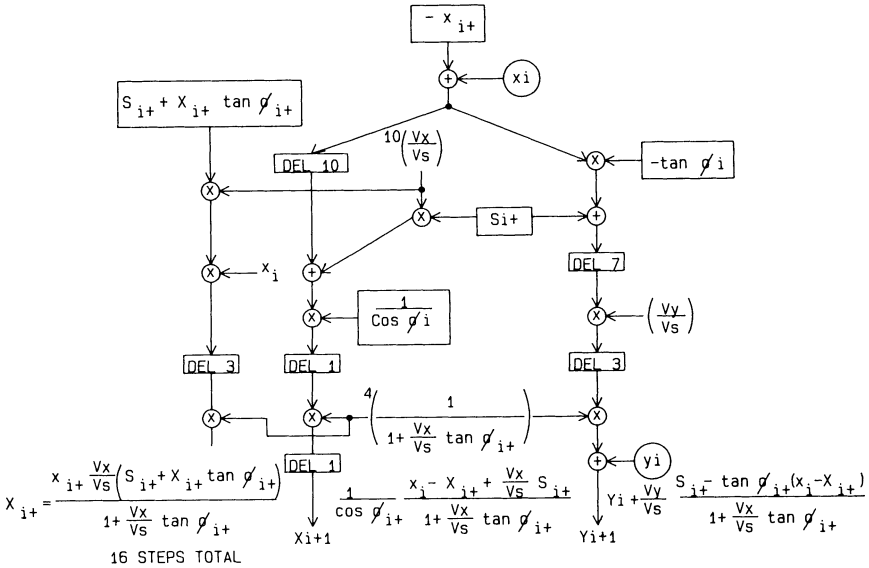 - X i+
+
xi
S i+ + X i+ tan ø i+
10 (Vx/Vs)
DEL 10
X
-tan ø i
X
X
Si+
+
DEL 7
X
x i
+
X
1/Cos ø i
X
(Vy/Vs)
DEL 3
DEL 1
DEL 3
X
X
4 (1/(1+ Vx/Vs tan ø i+))
X
DEL 1
+
yi
X i+ = (x i+ Vx/Vs (S i+ + X i+ tan ø i+))/(1+ Vx/Vs tan ø i+)
1/cos ø i+ (x i - X i+ + Vx/Vs S i+)/(1+ Vx/Vs tan ø i+)
Yi + Vy/Vs (S i+ - tan ø i+ (x i - X i+))/(1+ Vx/Vs tan ø i+)
Xi+1
Yi+1
16 STEPS TOTAL